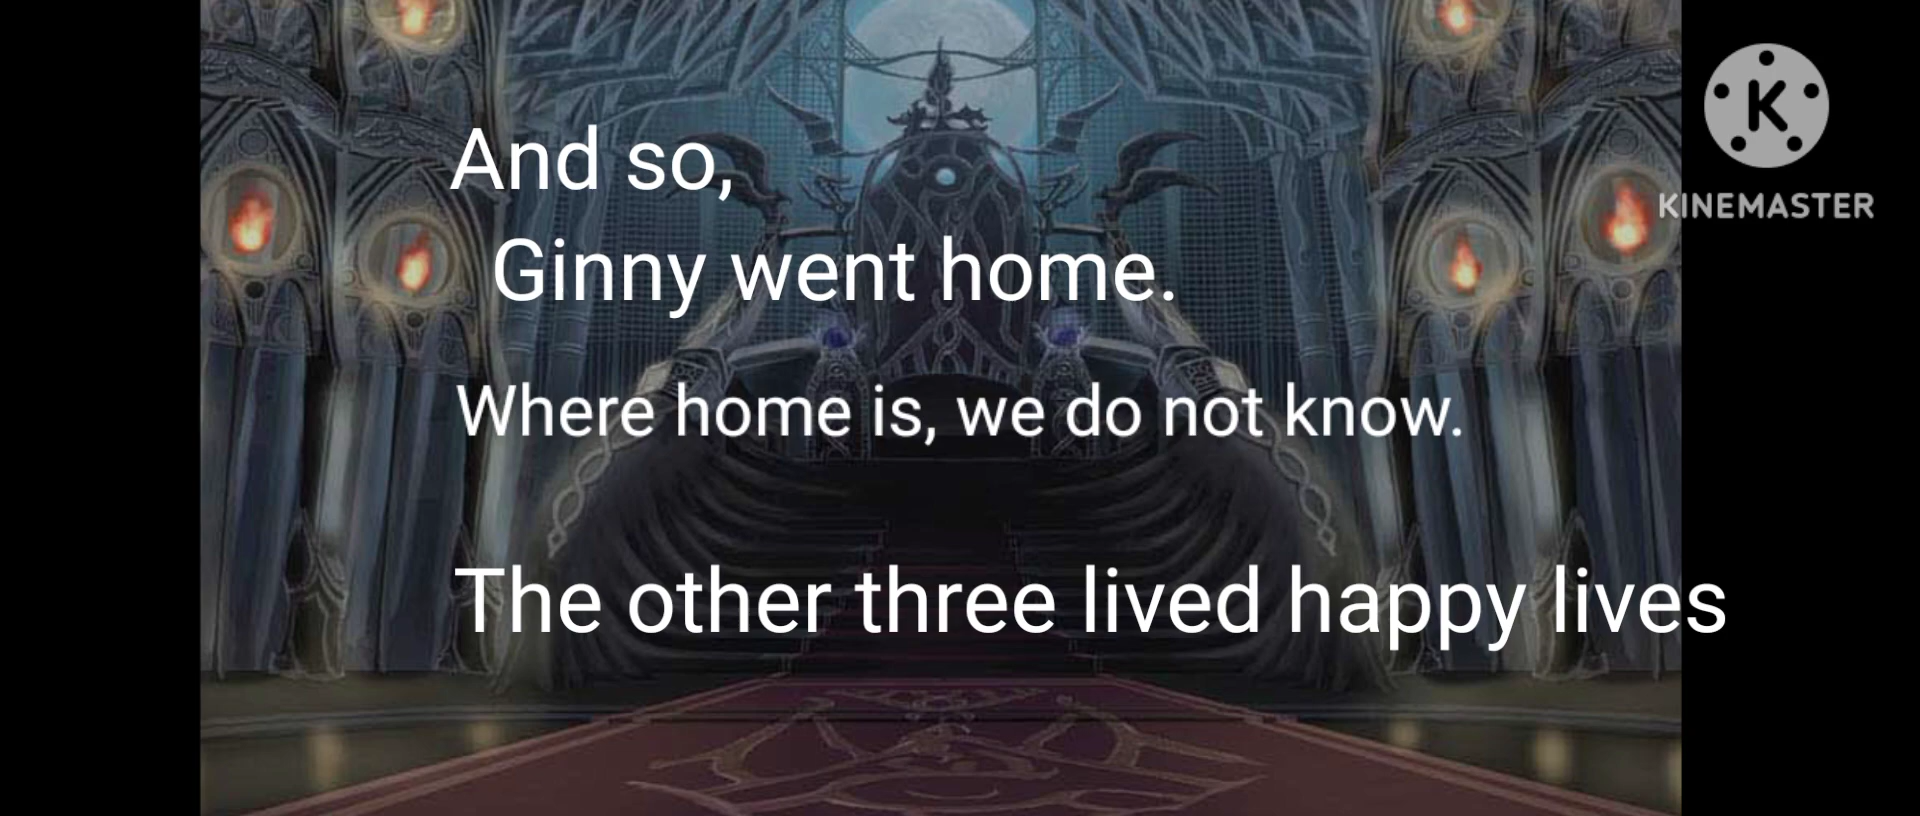 And so,
Ginny went home.
Where home is, we do not know.
The other three lived happy lives
K
KINEMASTER